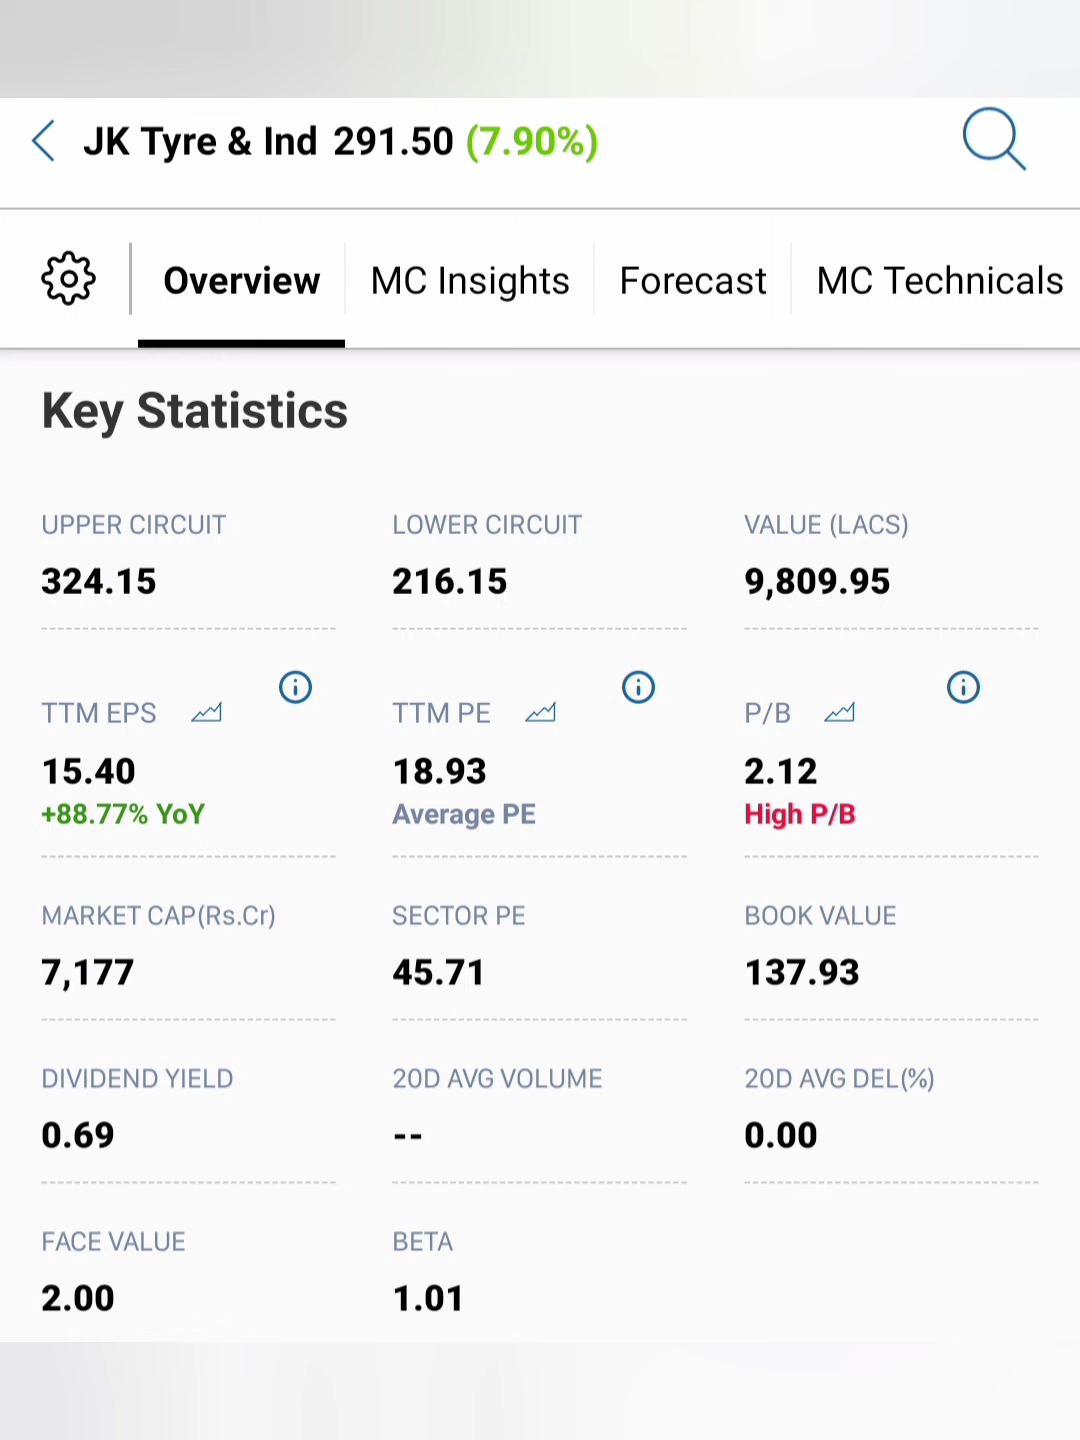 JK Tyre & Ind 291.50 (7.90%)
Overview MC Insights Forecast MC Technicals
Key Statistics
UPPER CIRCUIT LOWER CIRCUIT VALUE (LACS)
324.15 216.15 9,809.95
TTM EPS TTM PE P/B
15.40 18.93 2.12
+88.77% YoY Average PE High P/B
MARKET CAP(Rs.Cr) SECTOR PE BOOK VALUE
7,177 45.71 137.93
DIVIDEND YIELD 20D AVG VOLUME 20D AVG DEL(%)
0.69 -- 0.00
FACE VALUE BETA
2.00 1.01